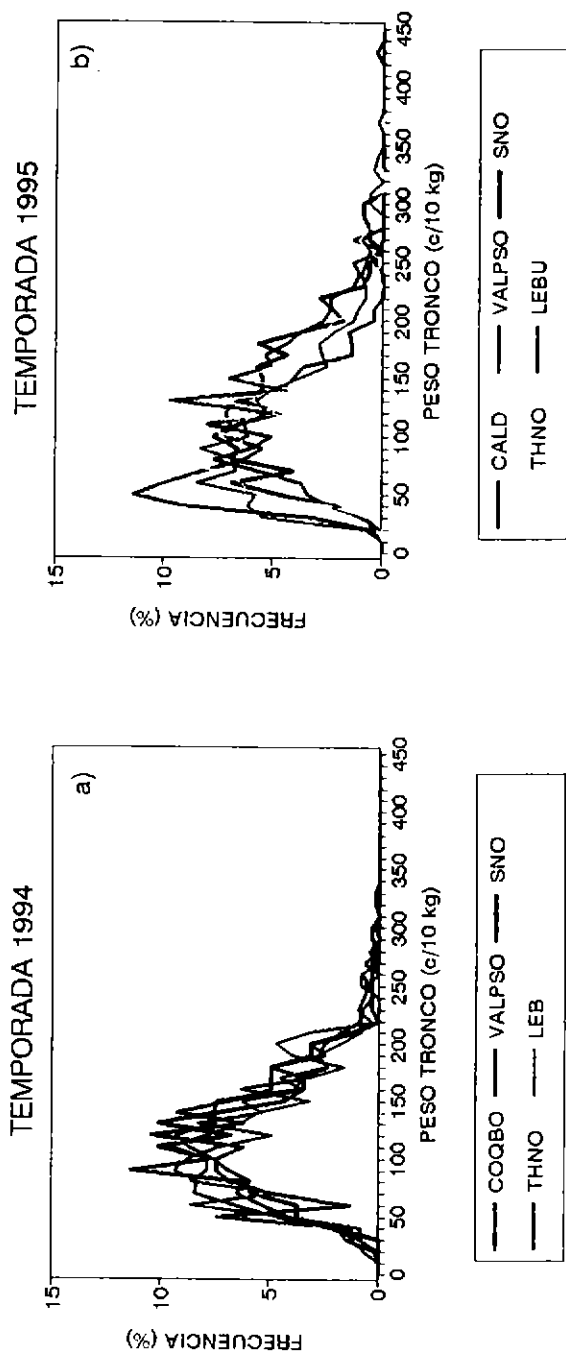 TEMPORADA 1994
a)
FRECUENCIA (%)
15
10
5
0
0 50 100 150 200 250 300 350 400 450
PESO TRONCO (c/10 kg)
COQBO VALPSO SNO
THNO LEB
TEMPORADA 1995
b)
FRECUENCIA (%)
15
10
5
0
0 50 100 150 200 250 300 350 400 450
PESO TRONCO (c/10 kg)
CALD VALPSO SNO
THNO LEBU